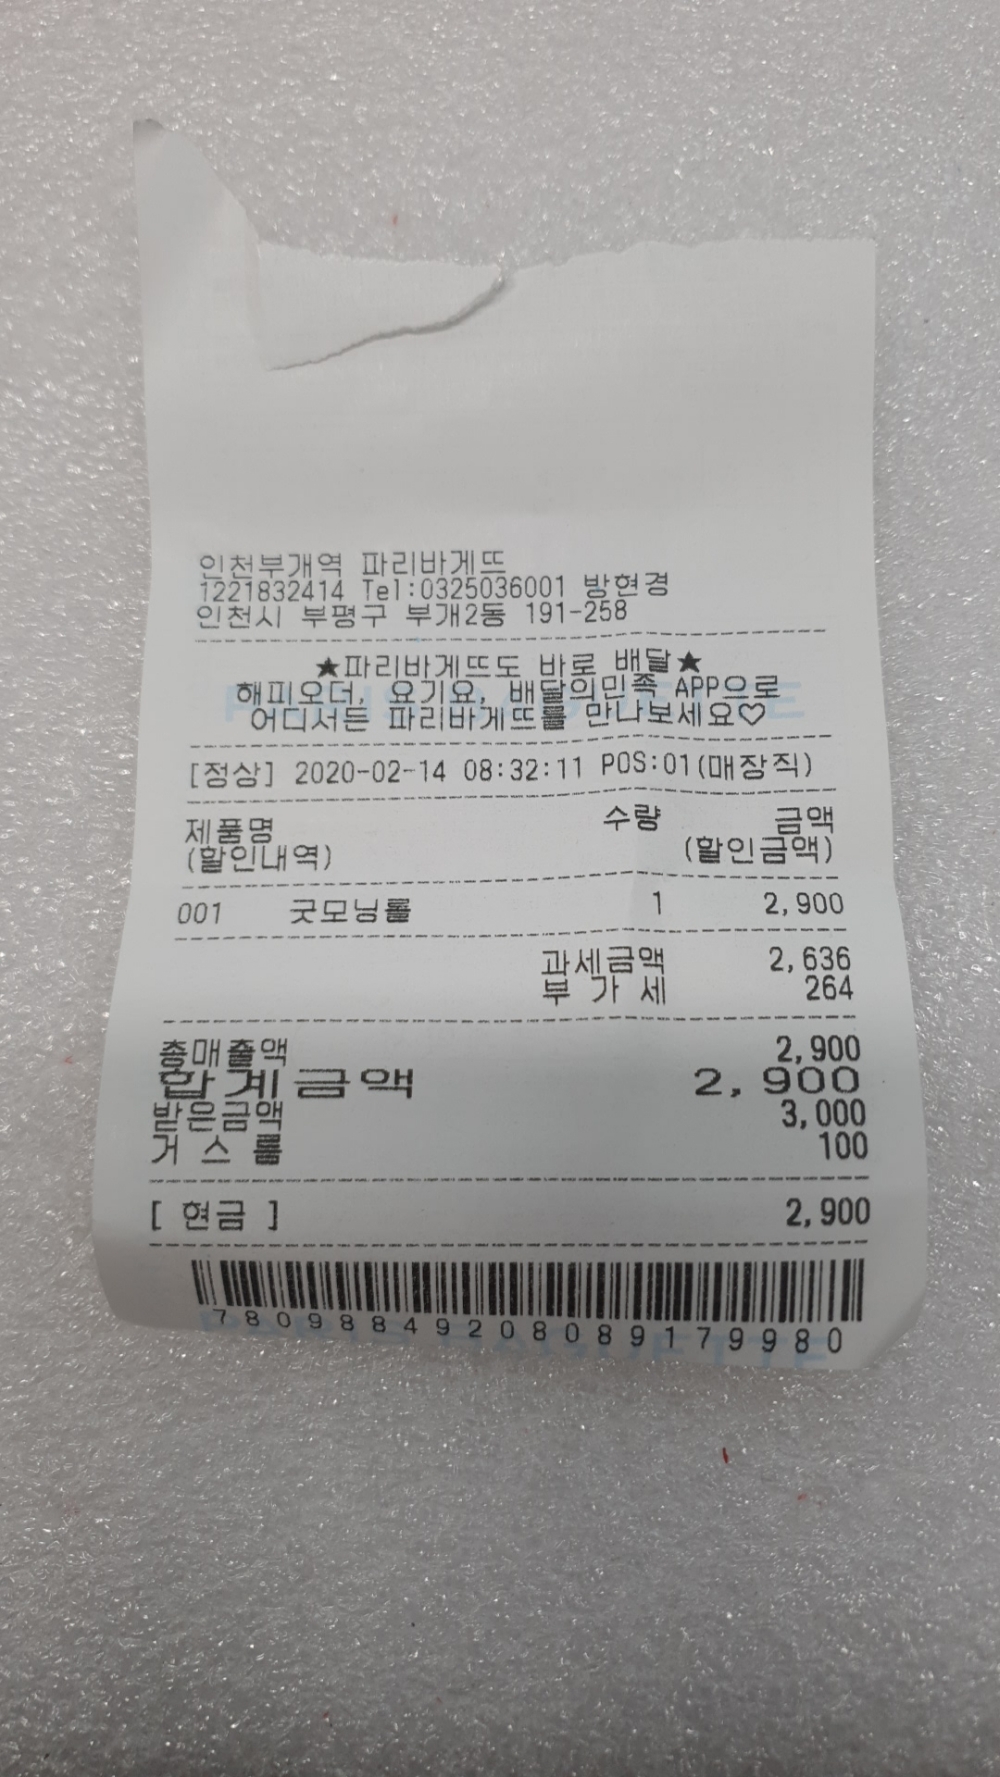 인천부개역 파리바게뜨
1221832414 Tel:0325036001 방현경
인천시 부평구 부개2동 191-258
★파리바게뜨도 바로 배달★
해피오더, 요기요, 배달의민족 APP으로
어디서든 파리바게뜨를 만나보세요♡
[정상] 2020-02-14 08:32:11 POS:01(매장직)
제품명 수량 금액
(할인내역) (할인금액)
001 굿모닝롤 1 2,900
과세금액 2,636
부 가 세 264
총매출액 2,900
합계금액 2,900
받은금액 3,000
거 스 름 100
[ 현금 ] 2,900
78098849208089179980
PARIS BAGUETTE